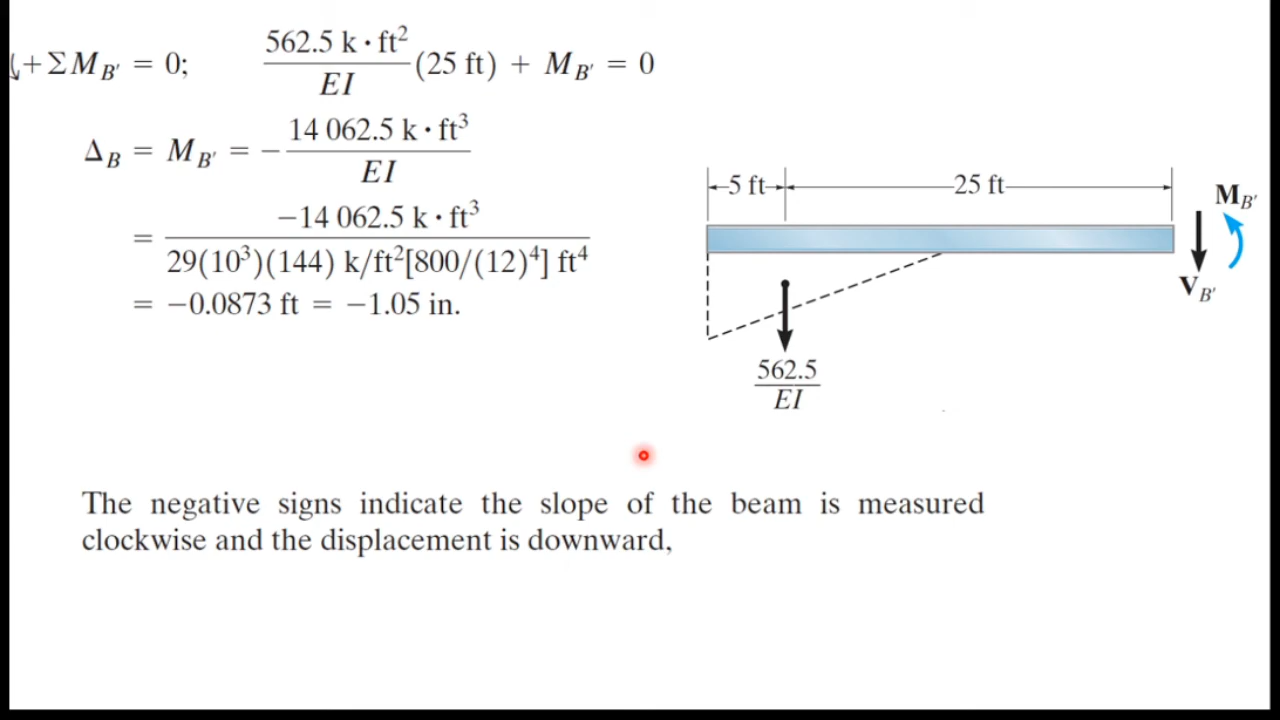 ↓+ΣM_B′ = 0; 562.5 k·ft²/EI (25 ft) + M_B′ = 0
Δ_B = M_B′ = −14 062.5 k·ft³/EI
= −14 062.5 k·ft³/29(10³)(144) k/ft²[800/(12)⁴] ft⁴
= −0.0873 ft = −1.05 in.
5 ft
25 ft
M_B′
V_B′
562.5/EI
The negative signs indicate the slope of the beam is measured
clockwise and the displacement is downward,